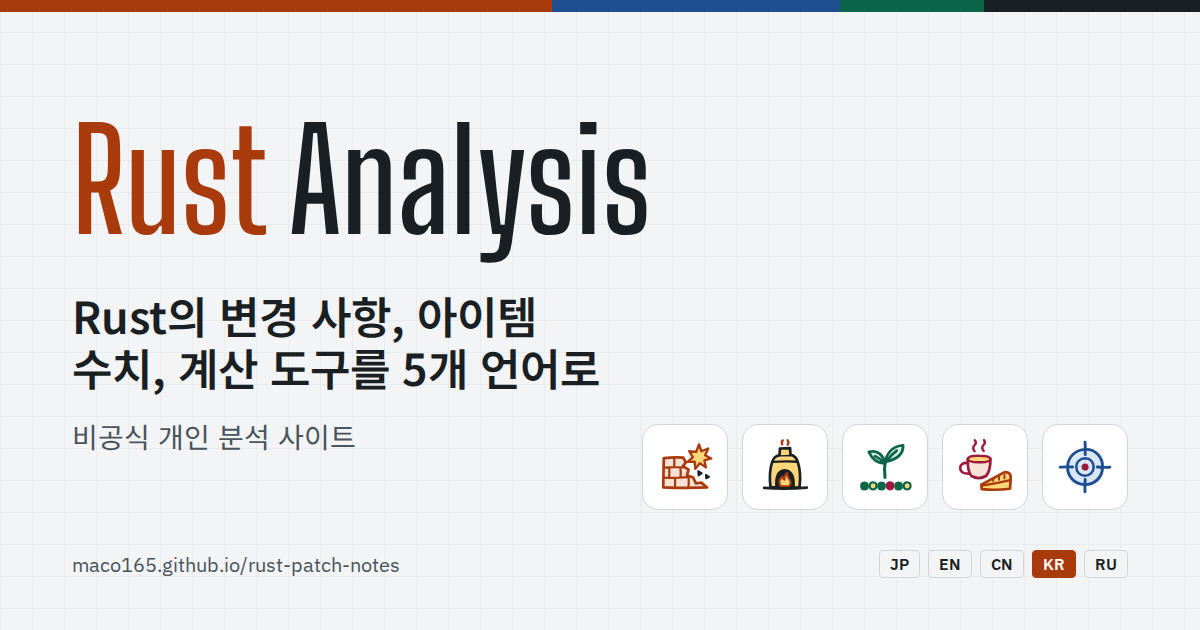 Rust Analysis
Rust의 변경 사항, 아이템
수치, 계산 도구를 5개 언어로
비공식 개인 분석 사이트
maco165.github.io/rust-patch-notes
JP EN CN KR RU